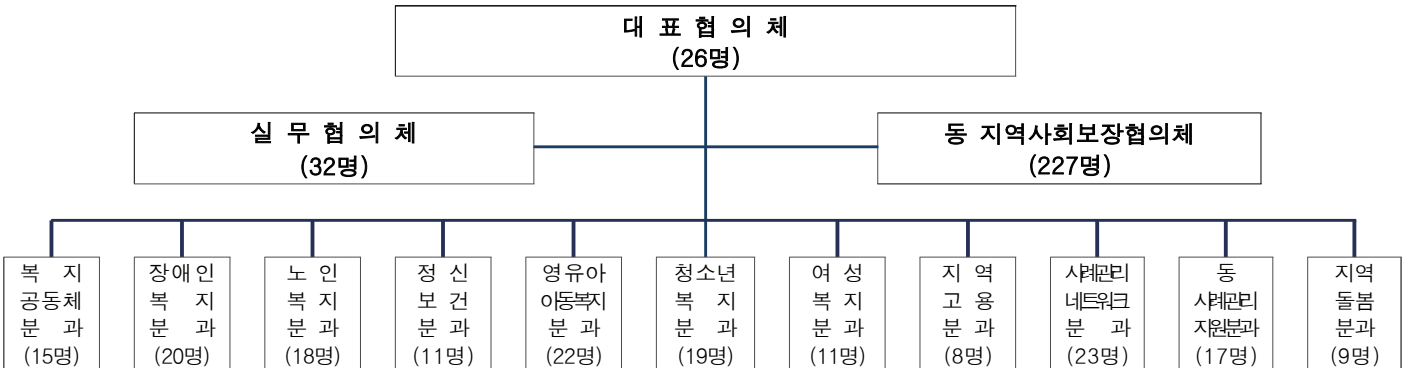 대 표 협 의 체
(26명)
실 무 협 의 체
(32명)
동 지역사회보장협의체
(227명)
복 지
공동체
분 과
(15명)
장애인
복 지
분 과
(20명)
노 인
복 지
분 과
(18명)
정 신
보 건
분 과
(11명)
영유아
아동복지
분 과
(22명)
청소년
복 지
분 과
(19명)
여 성
복 지
분 과
(11명)
지 역
고 용
분 과
(8명)
사례관리
네트워크
분 과
(23명)
동
사례관리
지원분과
(17명)
지역
돌봄
분과
(9명)